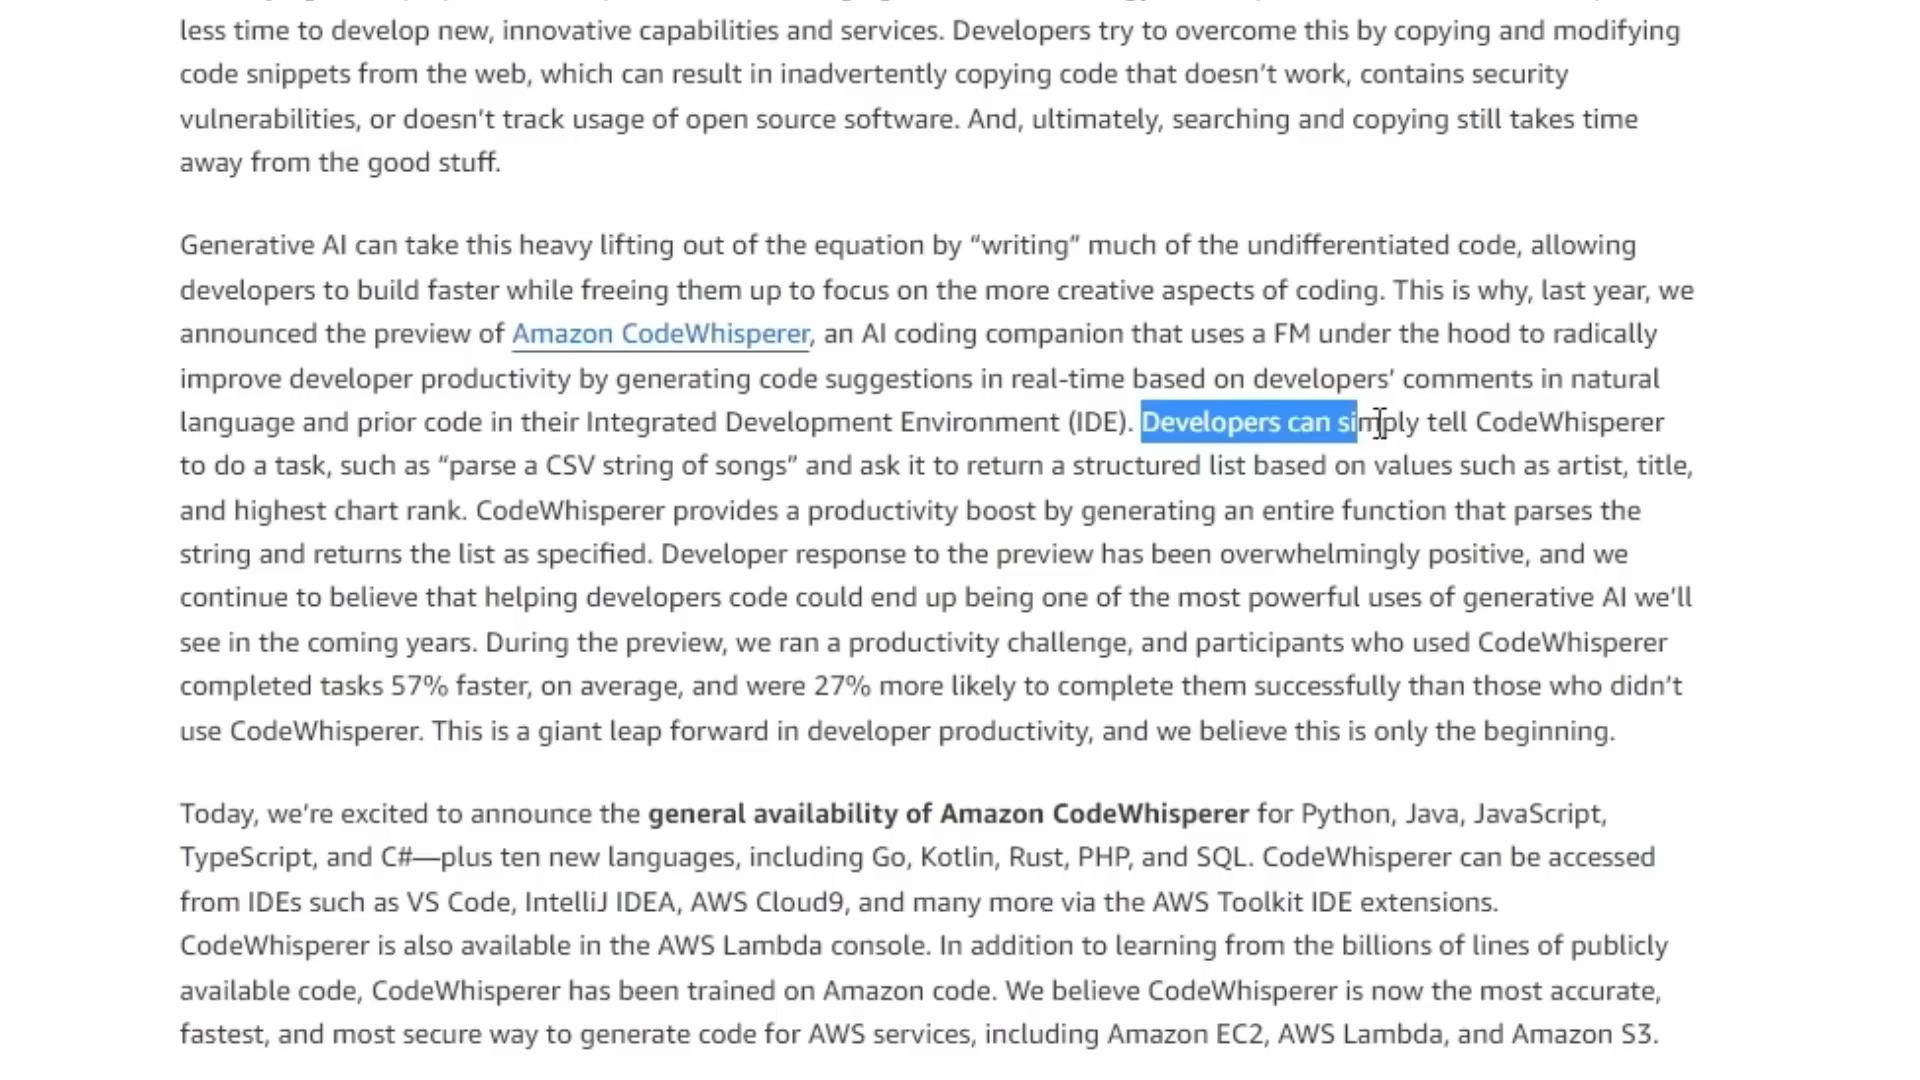 less time to develop new, innovative capabilities and services. Developers try to overcome this by copying and modifying
code snippets from the web, which can result in inadvertently copying code that doesn’t work, contains security
vulnerabilities, or doesn’t track usage of open source software. And, ultimately, searching and copying still takes time
away from the good stuff.
Generative AI can take this heavy lifting out of the equation by “writing” much of the undifferentiated code, allowing
developers to build faster while freeing them up to focus on the more creative aspects of coding. This is why, last year, we
announced the preview of Amazon CodeWhisperer, an AI coding companion that uses a FM under the hood to radically
improve developer productivity by generating code suggestions in real-time based on developers’ comments in natural
language and prior code in their Integrated Development Environment (IDE). Developers can simply tell CodeWhisperer
to do a task, such as “parse a CSV string of songs” and ask it to return a structured list based on values such as artist, title,
and highest chart rank. CodeWhisperer provides a productivity boost by generating an entire function that parses the
string and returns the list as specified. Developer response to the preview has been overwhelmingly positive, and we
continue to believe that helping developers code could end up being one of the most powerful uses of generative AI we’ll
see in the coming years. During the preview, we ran a productivity challenge, and participants who used CodeWhisperer
completed tasks 57% faster, on average, and were 27% more likely to complete them successfully than those who didn’t
use CodeWhisperer. This is a giant leap forward in developer productivity, and we believe this is only the beginning.
Today, we’re excited to announce the general availability of Amazon CodeWhisperer for Python, Java, JavaScript,
TypeScript, and C#—plus ten new languages, including Go, Kotlin, Rust, PHP, and SQL. CodeWhisperer can be accessed
from IDEs such as VS Code, IntelliJ IDEA, AWS Cloud9, and many more via the AWS Toolkit IDE extensions.
CodeWhisperer is also available in the AWS Lambda console. In addition to learning from the billions of lines of publicly
available code, CodeWhisperer has been trained on Amazon code. We believe CodeWhisperer is now the most accurate,
fastest, and most secure way to generate code for AWS services, including Amazon EC2, AWS Lambda, and Amazon S3.